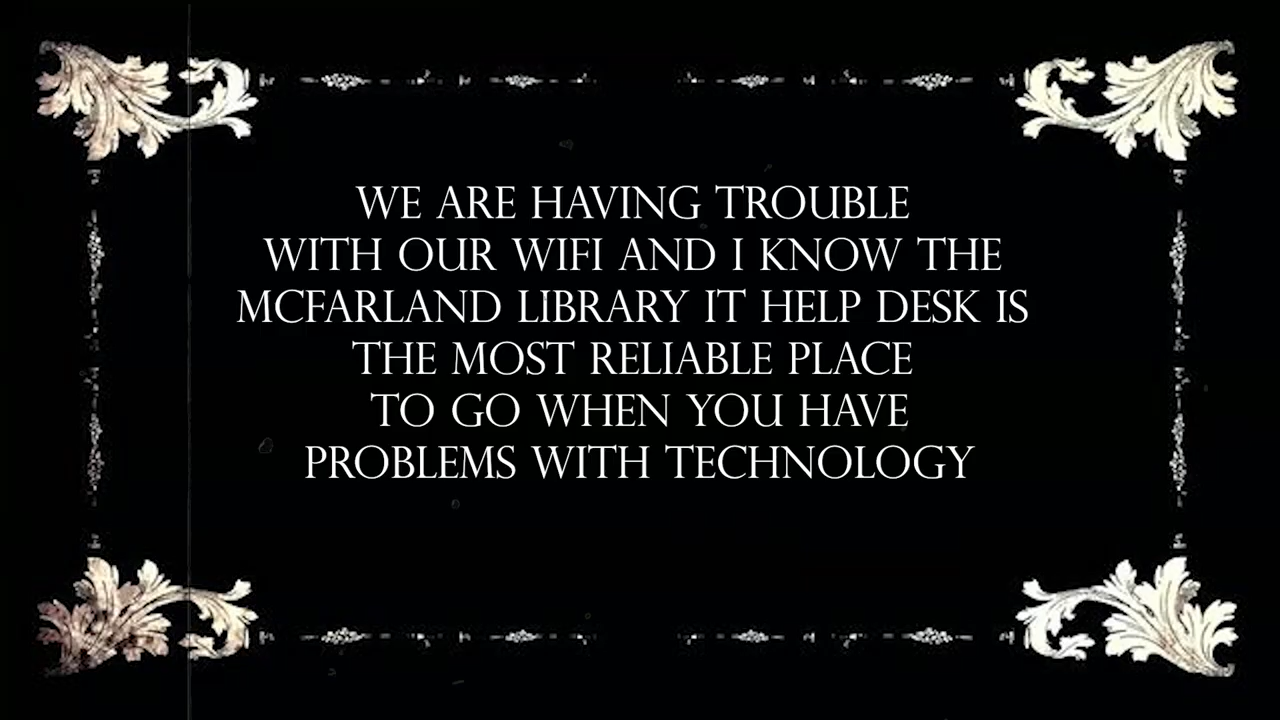 WE ARE HAVING TROUBLE
WITH OUR WIFI AND I KNOW THE
MCFARLAND LIBRARY IT HELP DESK IS
THE MOST RELIABLE PLACE
TO GO WHEN YOU HAVE
PROBLEMS WITH TECHNOLOGY